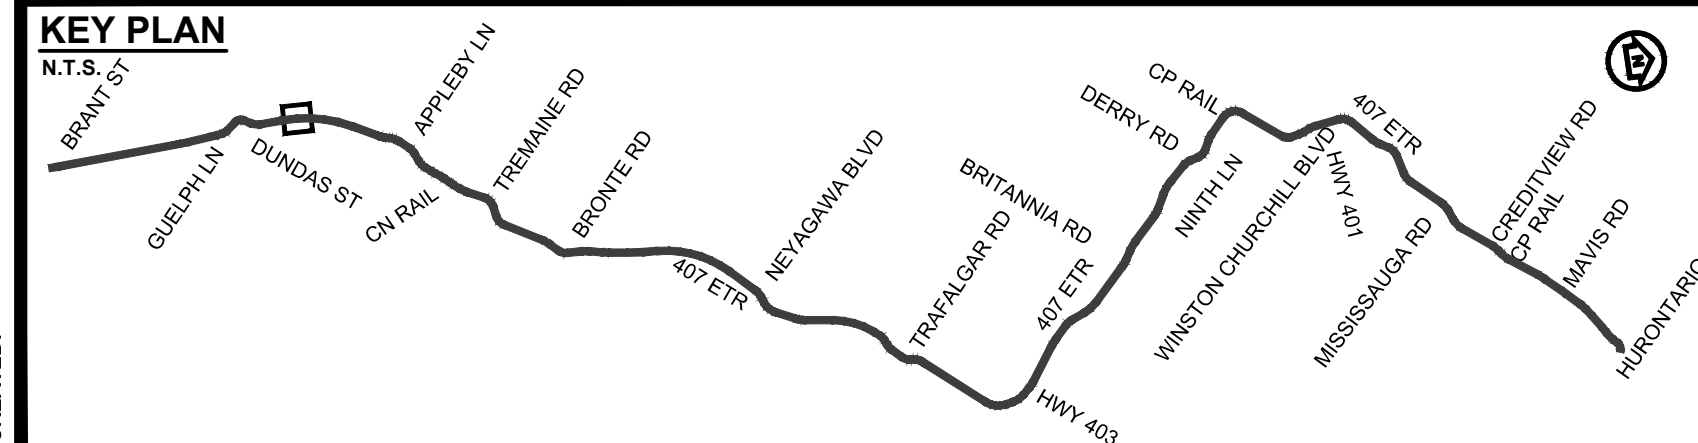 KEY PLAN
N.T.S.
BRANT ST
GUELPH LN
DUNDAS ST
CN RAIL
APPLEBY LN
TREMAINE RD
BRONTE RD
407 ETR
NEYAGAWA BLVD
TRAFALGAR RD
HWY 403
407 ETR
BRITANNIA RD
DERRY RD
CP RAIL
NINTH LN
WINSTON CHURCHILL BLVD
HWY 401
407 ETR
MISSISSAUGA RD
CREDITVIEW RD
CP RAIL
MAVIS RD
HURONTARIO
N